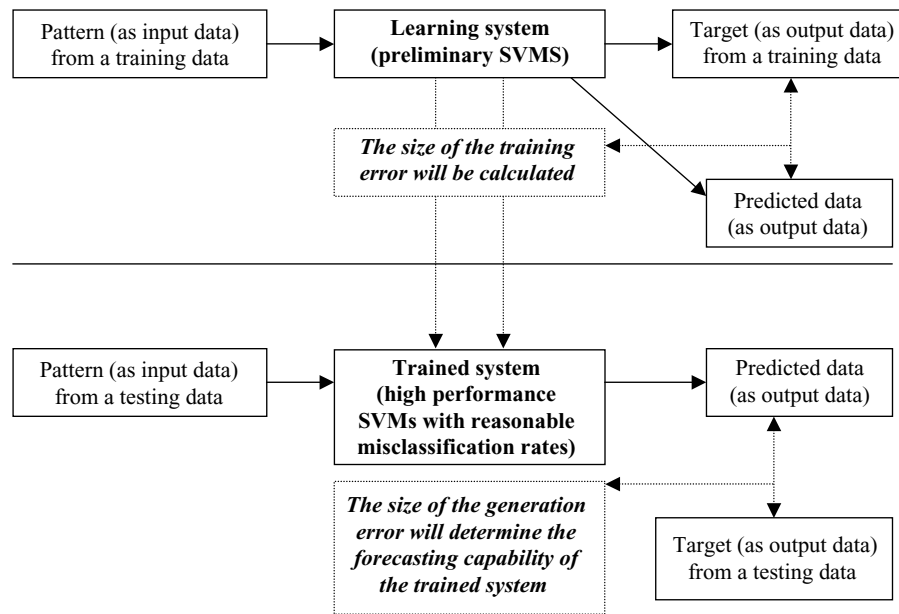 Pattern (as input data)
from a training data
Learning system
(preliminary SVMS)
Target (as output data)
from a training data
The size of the training
error will be calculated
Predicted data
(as output data)
Pattern (as input data)
from a testing data
Trained system
(high performance
SVMs with reasonable
misclassification rates)
Predicted data
(as output data)
The size of the generation
error will determine the
forecasting capability of
the trained system
Target (as output data)
from a testing data